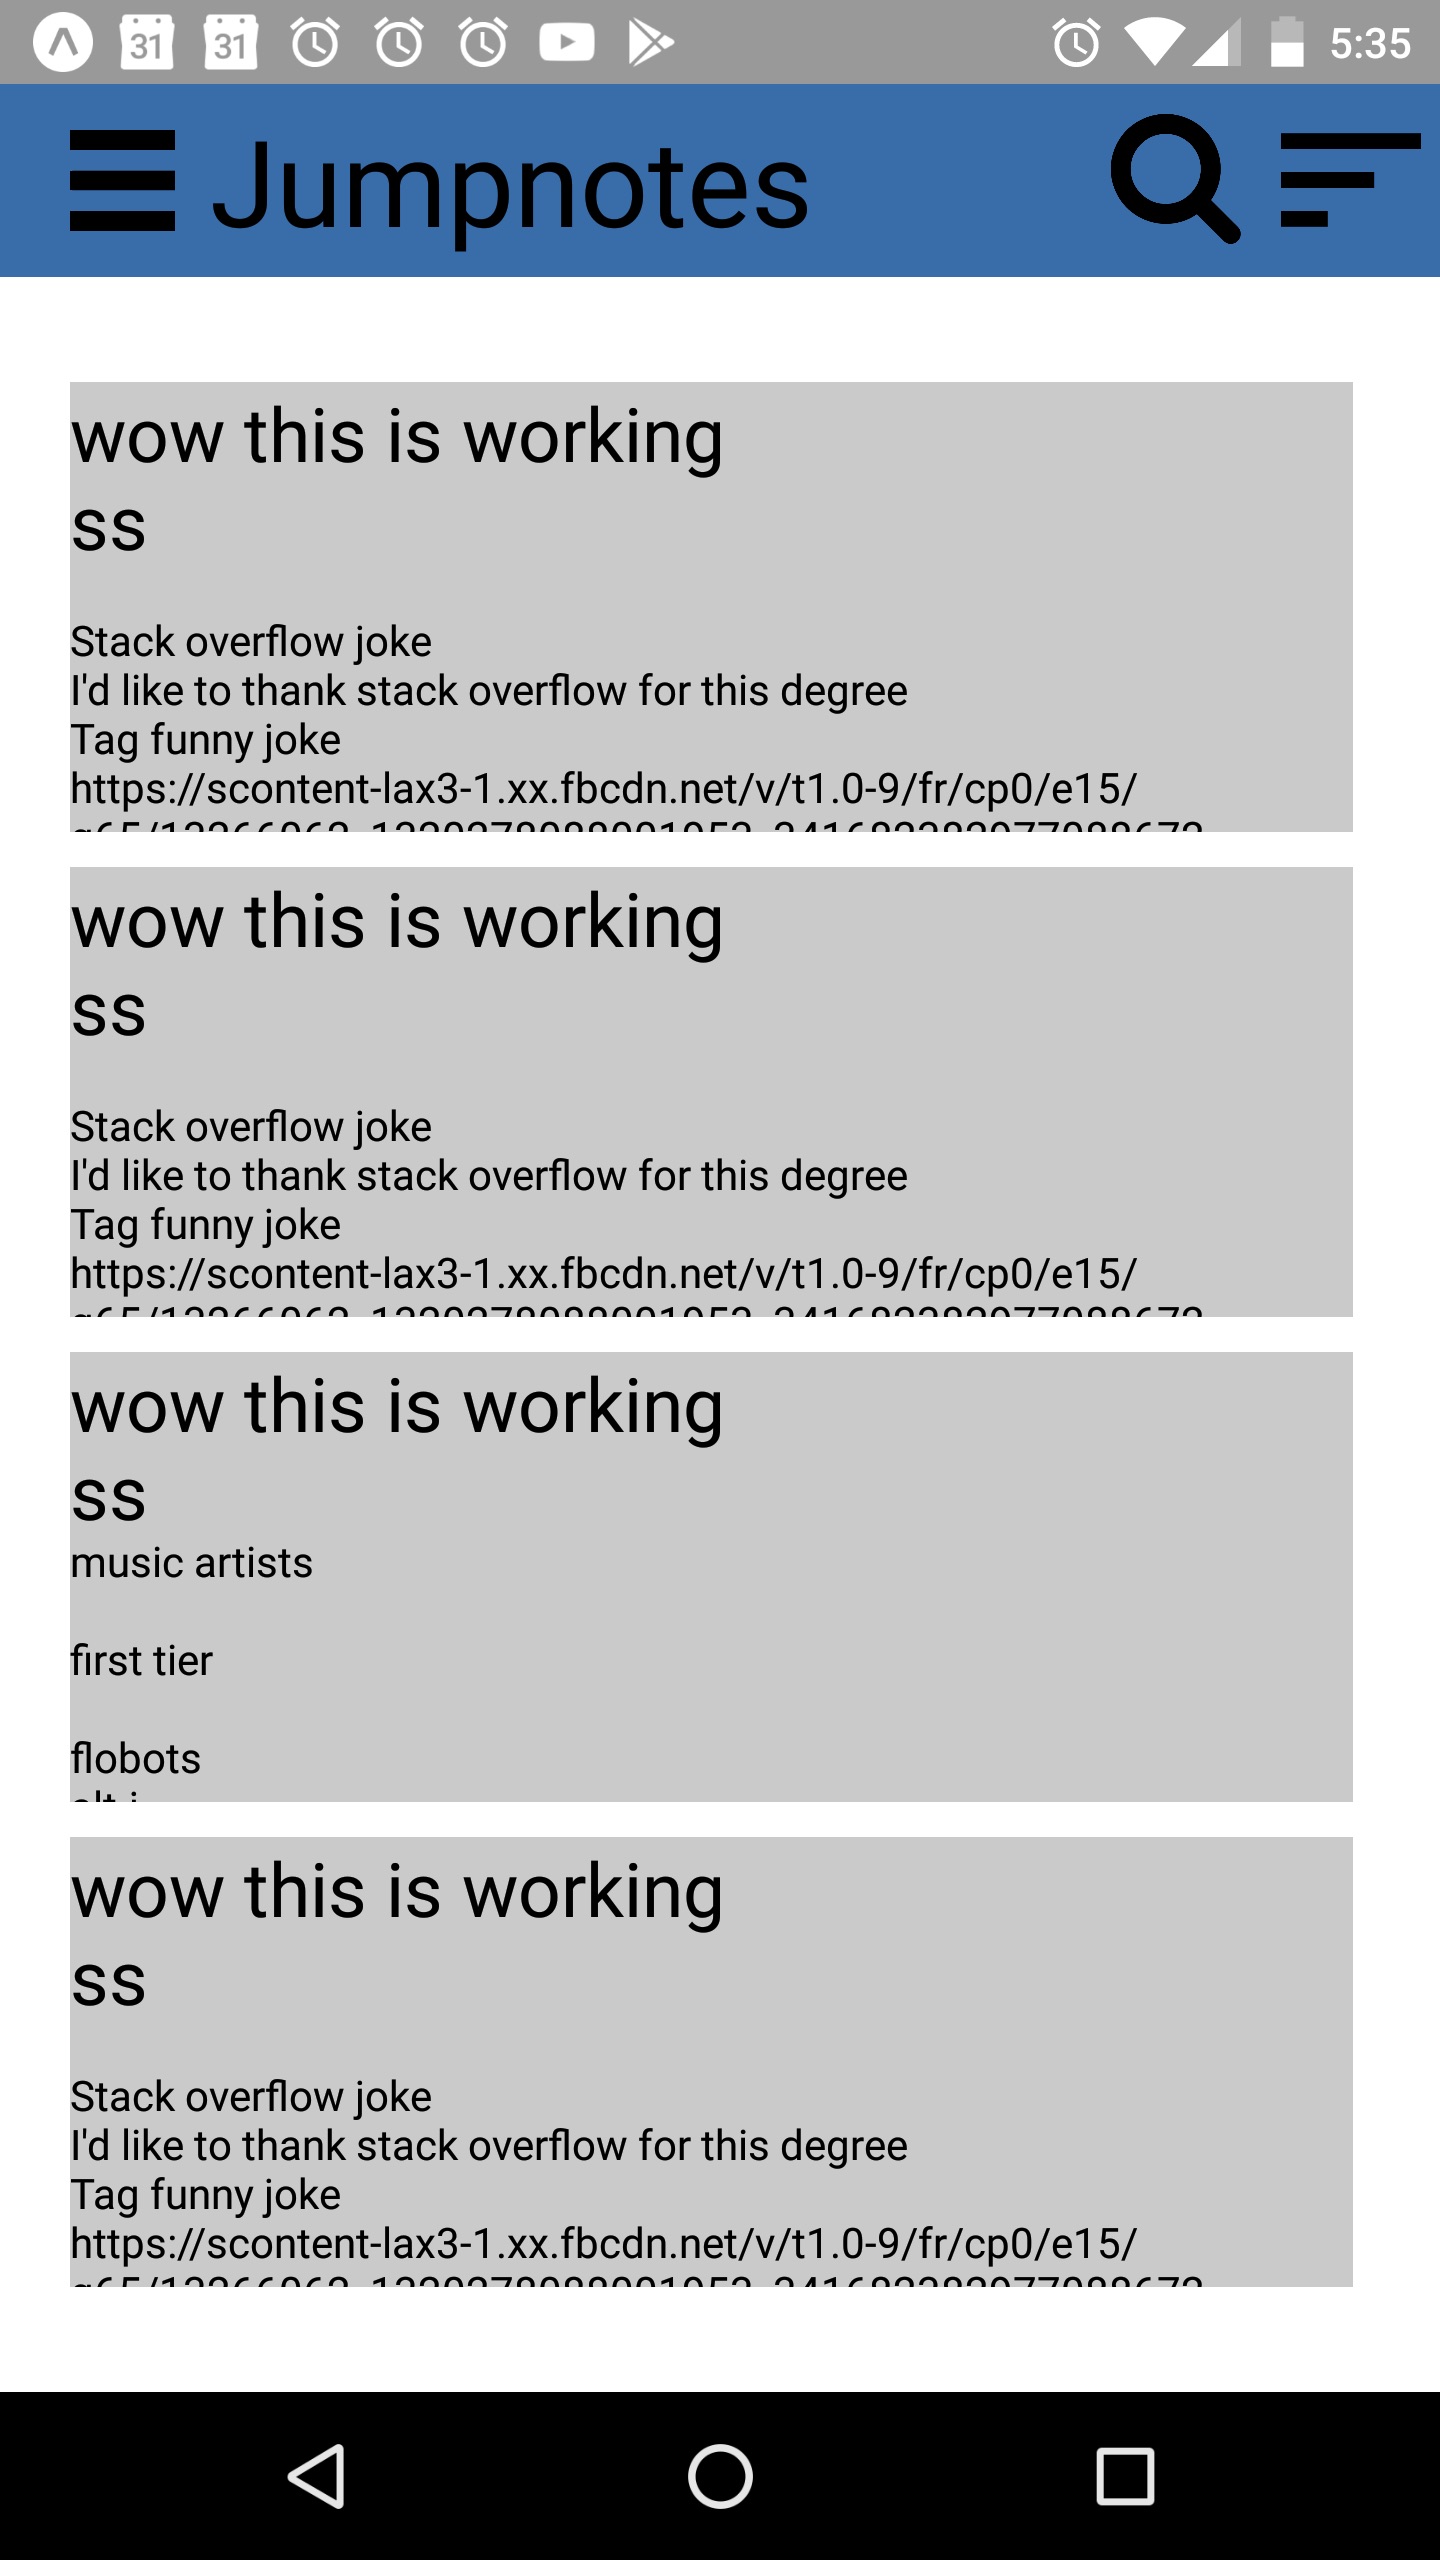 31 31 5:35
Jumpnotes
wow this is working
ss
Stack overflow joke
I'd like to thank stack overflow for this degree
Tag funny joke
https://scontent-lax3-1.xx.fbcdn.net/v/t1.0-9/fr/cp0/e15/
wow this is working
ss
Stack overflow joke
I'd like to thank stack overflow for this degree
Tag funny joke
https://scontent-lax3-1.xx.fbcdn.net/v/t1.0-9/fr/cp0/e15/
wow this is working
ss
music artists
first tier
flobots
wow this is working
ss
Stack overflow joke
I'd like to thank stack overflow for this degree
Tag funny joke
https://scontent-lax3-1.xx.fbcdn.net/v/t1.0-9/fr/cp0/e15/